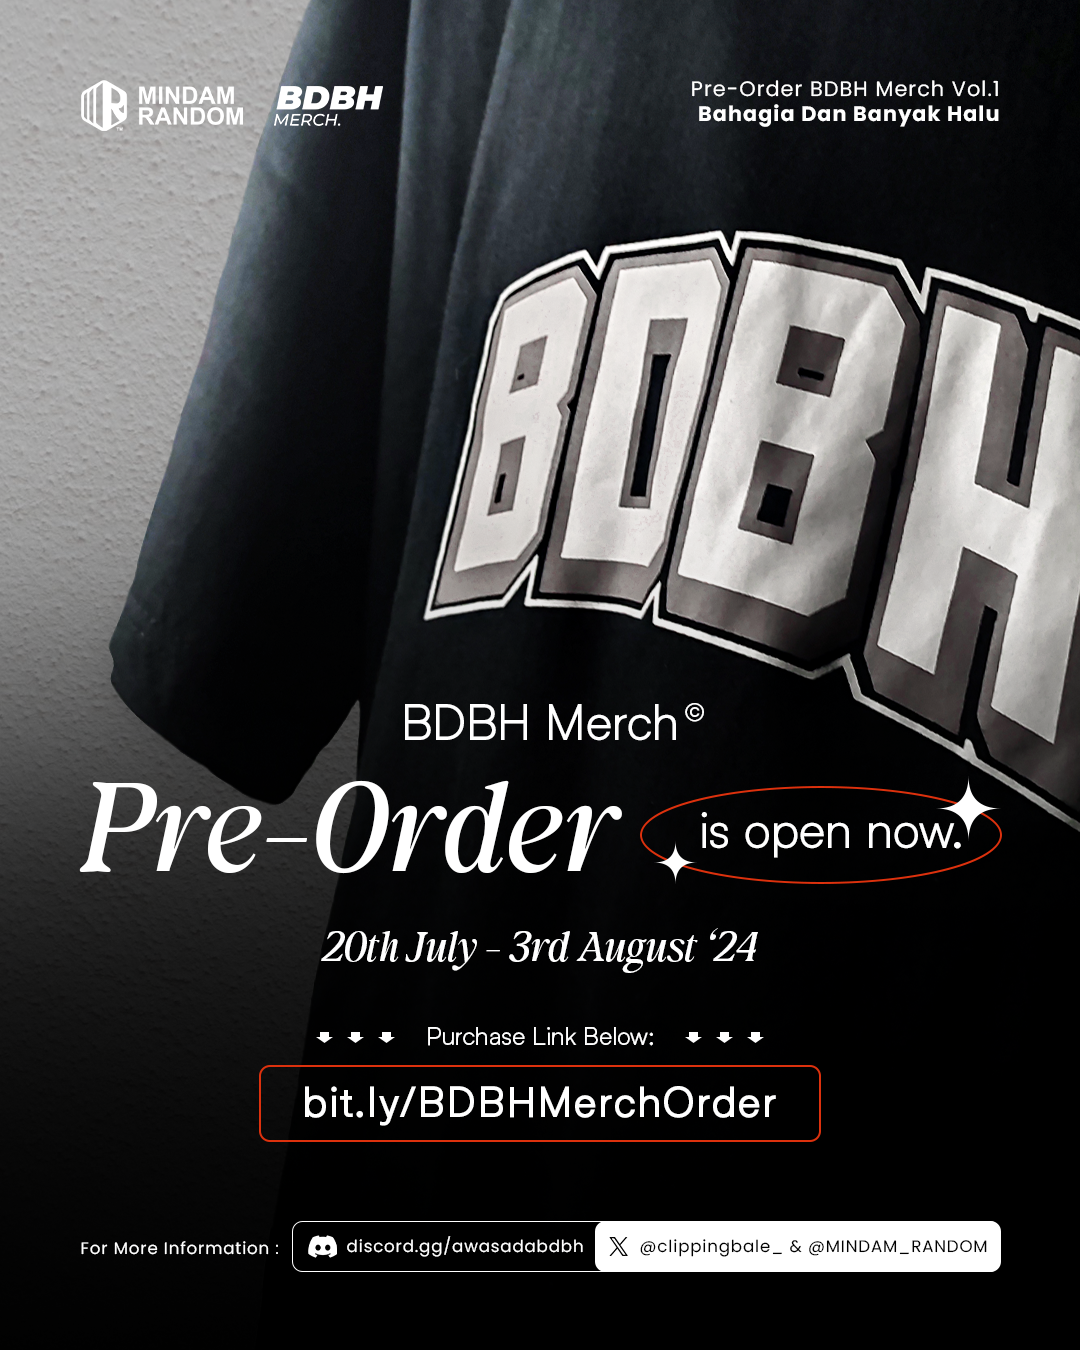 MINDAM
RANDOM
™
BDBH
MERCH.
Pre-Order BDBH Merch Vol.1
Bahagia Dan Banyak Halu
BDBH
BDBH Merch©
Pre-Order is open now.
20th July - 3rd August ‘24
Purchase Link Below:
bit.ly/BDBHMerchOrder
For More Information :
discord.gg/awasadabdbh
@clippingbale_ & @MINDAM_RANDOM